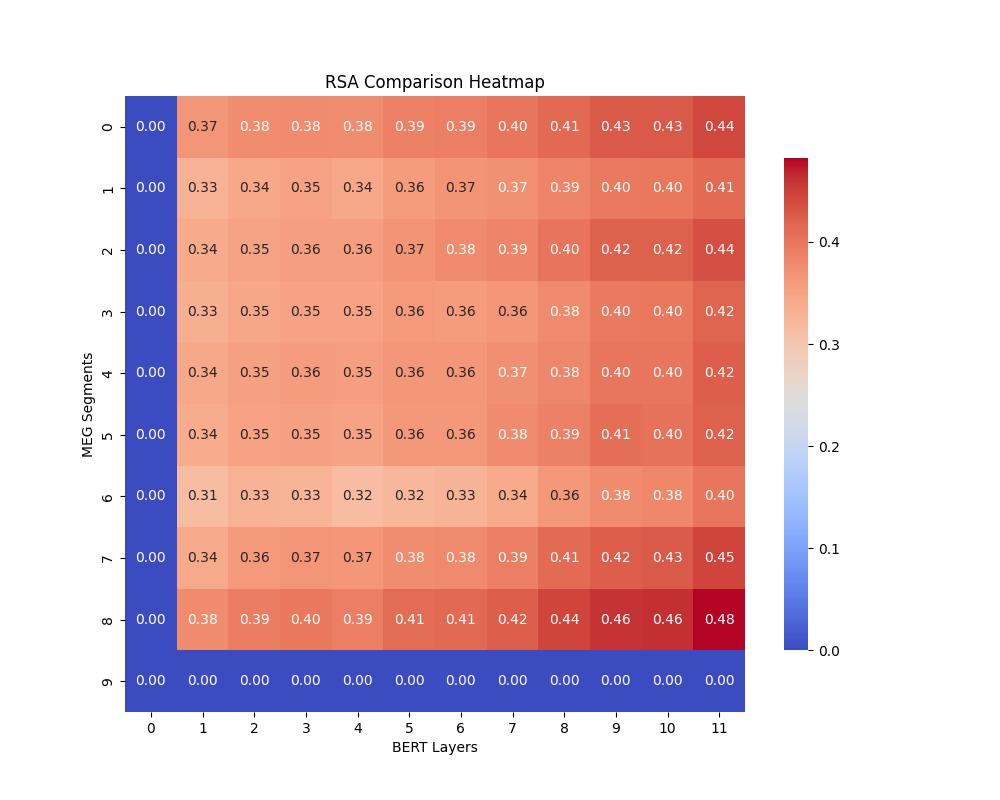 RSA Comparison Heatmap
0 0.00 0.37 0.38 0.38 0.38 0.39 0.39 0.40 0.41 0.43 0.43 0.44
1 0.00 0.33 0.34 0.35 0.34 0.36 0.37 0.37 0.39 0.40 0.40 0.41
2 0.00 0.34 0.35 0.36 0.36 0.37 0.38 0.39 0.40 0.42 0.42 0.44
3 0.00 0.33 0.35 0.35 0.35 0.36 0.36 0.36 0.38 0.40 0.40 0.42
4 0.00 0.34 0.35 0.36 0.35 0.36 0.36 0.37 0.38 0.40 0.40 0.42
5 0.00 0.34 0.35 0.35 0.35 0.36 0.36 0.38 0.39 0.41 0.40 0.42
6 0.00 0.31 0.33 0.33 0.32 0.32 0.33 0.34 0.36 0.38 0.38 0.40
7 0.00 0.34 0.36 0.37 0.37 0.38 0.38 0.39 0.41 0.42 0.43 0.45
8 0.00 0.38 0.39 0.40 0.39 0.41 0.41 0.42 0.44 0.46 0.46 0.48
9 0.00 0.00 0.00 0.00 0.00 0.00 0.00 0.00 0.00 0.00 0.00 0.00
0 1 2 3 4 5 6 7 8 9 10 11
BERT Layers
MEG Segments
0.4
0.3
0.2
0.1
0.0